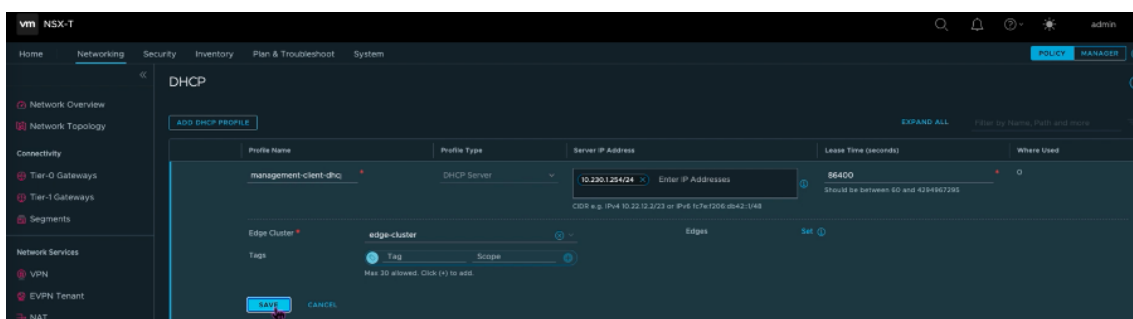 vm NSX-T
admin
Home Networking Security Inventory Plan & Troubleshoot System
POLICY MANAGER
DHCP
Network Overview
Network Topology
ADD DHCP PROFILE
EXPAND ALL
Filter by Name, Path and more
Connectivity
Profile Name Profile Type Server IP Address Lease Time (seconds) Where Used
Tier-0 Gateways
management-client-dhc * DHCP Server 10.230.1.254/24 × Enter IP Addresses 86400 * 0
Should be between 60 and 4294967295
Tier-1 Gateways
CIDR e.g. IPv4 10.22.12.2/23 or IPv6 fc7e:f206:db42::1/48
Segments
Edge Cluster * edge-cluster Edges Set
Network Services
Tags Tag Scope
Max 30 allowed. Click (+) to add.
VPN
EVPN Tenant
SAVE CANCEL
NAT